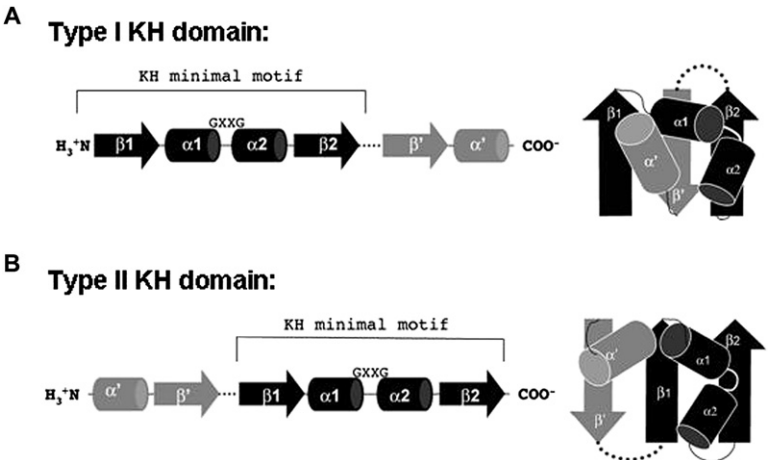 A
Type I KH domain:
KH minimal motif
GXXG
H₃⁺N β1 α1 α2 β2 β' α' COO⁻
β1 α1 β2
α' α2
β'
B
Type II KH domain:
KH minimal motif
GXXG
H₃⁺N α' β' β1 α1 α2 β2 COO⁻
α' α1 β2
β' β1 α2